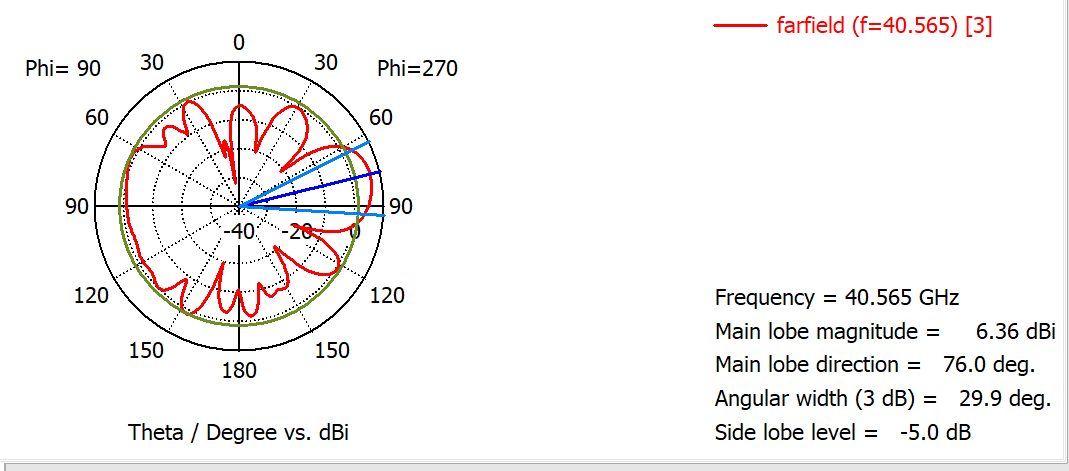 farfield (f=40.565) [3]
0
Phi= 90 30 30 Phi=270
60 60
90 90
-40 -20 0
120 120
150 150
180
Theta / Degree vs. dBi
Frequency = 40.565 GHz
Main lobe magnitude = 6.36 dBi
Main lobe direction = 76.0 deg.
Angular width (3 dB) = 29.9 deg.
Side lobe level = -5.0 dB